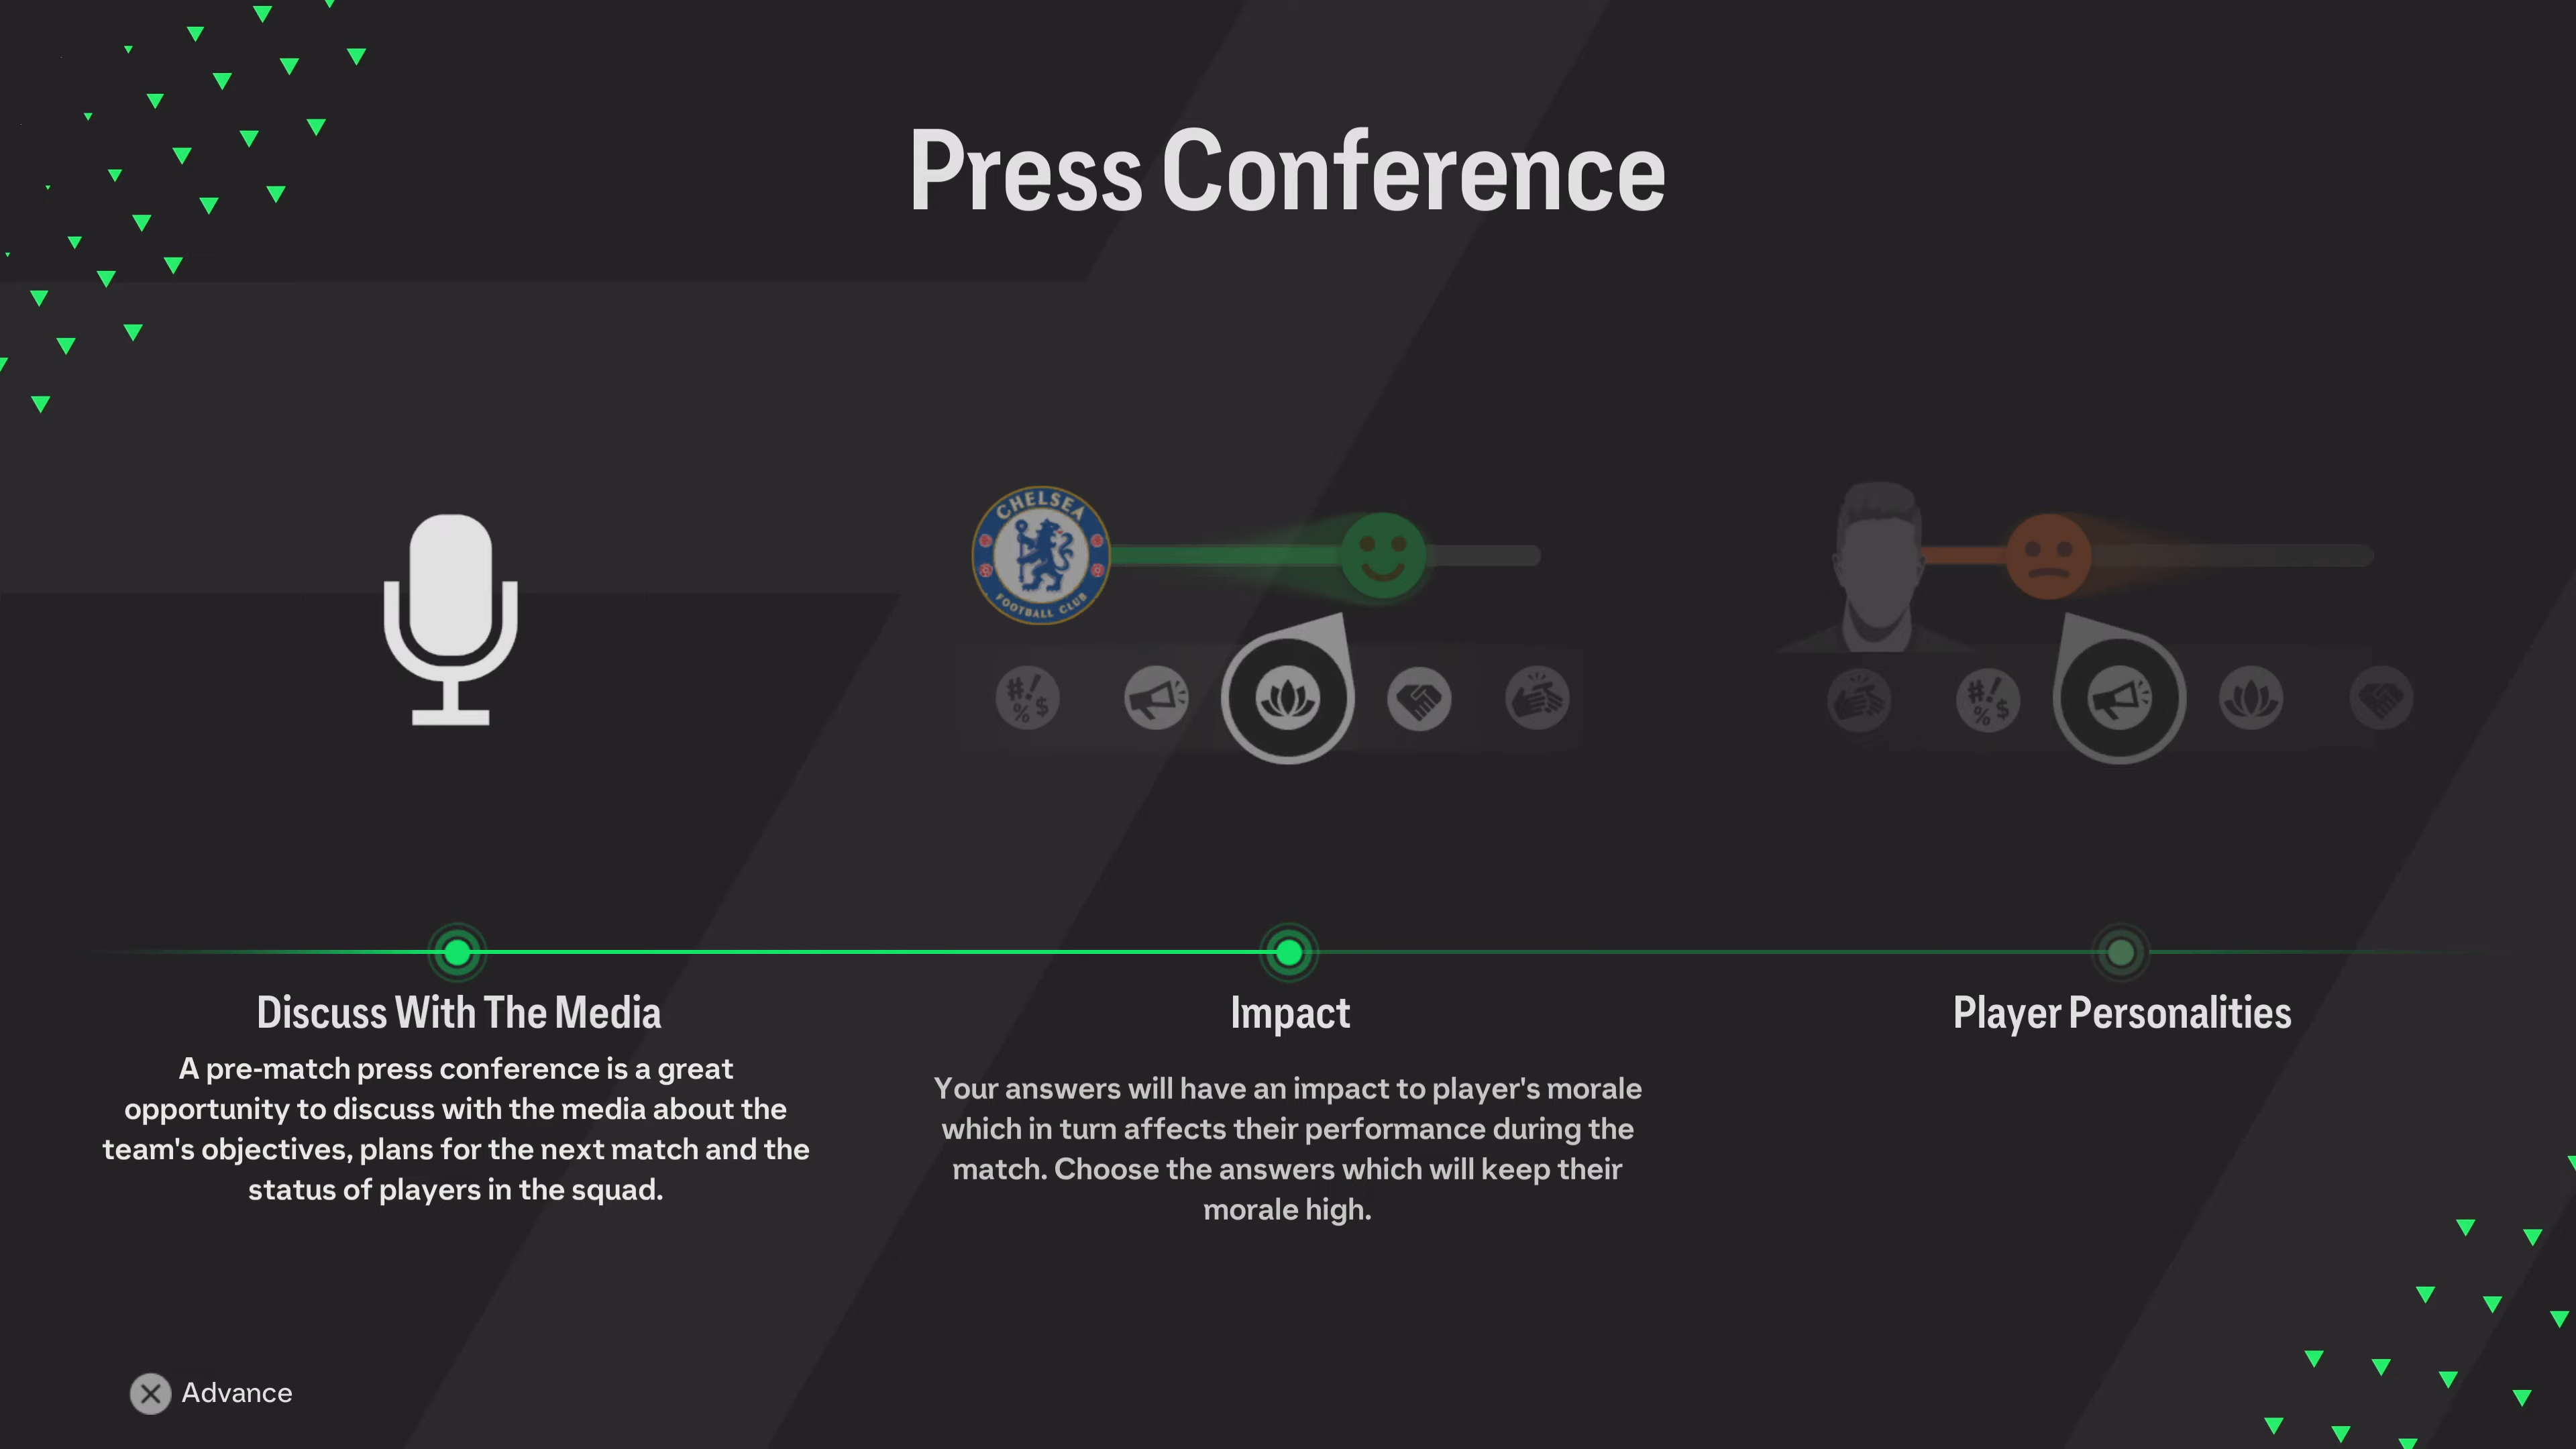 Press Conference
CHELSEA
FOOTBALL CLUB
#!
%$
#!
%$
Discuss With The Media
A pre-match press conference is a great
opportunity to discuss with the media about the
team's objectives, plans for the next match and the
status of players in the squad.
Impact
Your answers will have an impact to player's morale
which in turn affects their performance during the
match. Choose the answers which will keep their
morale high.
Player Personalities
Advance